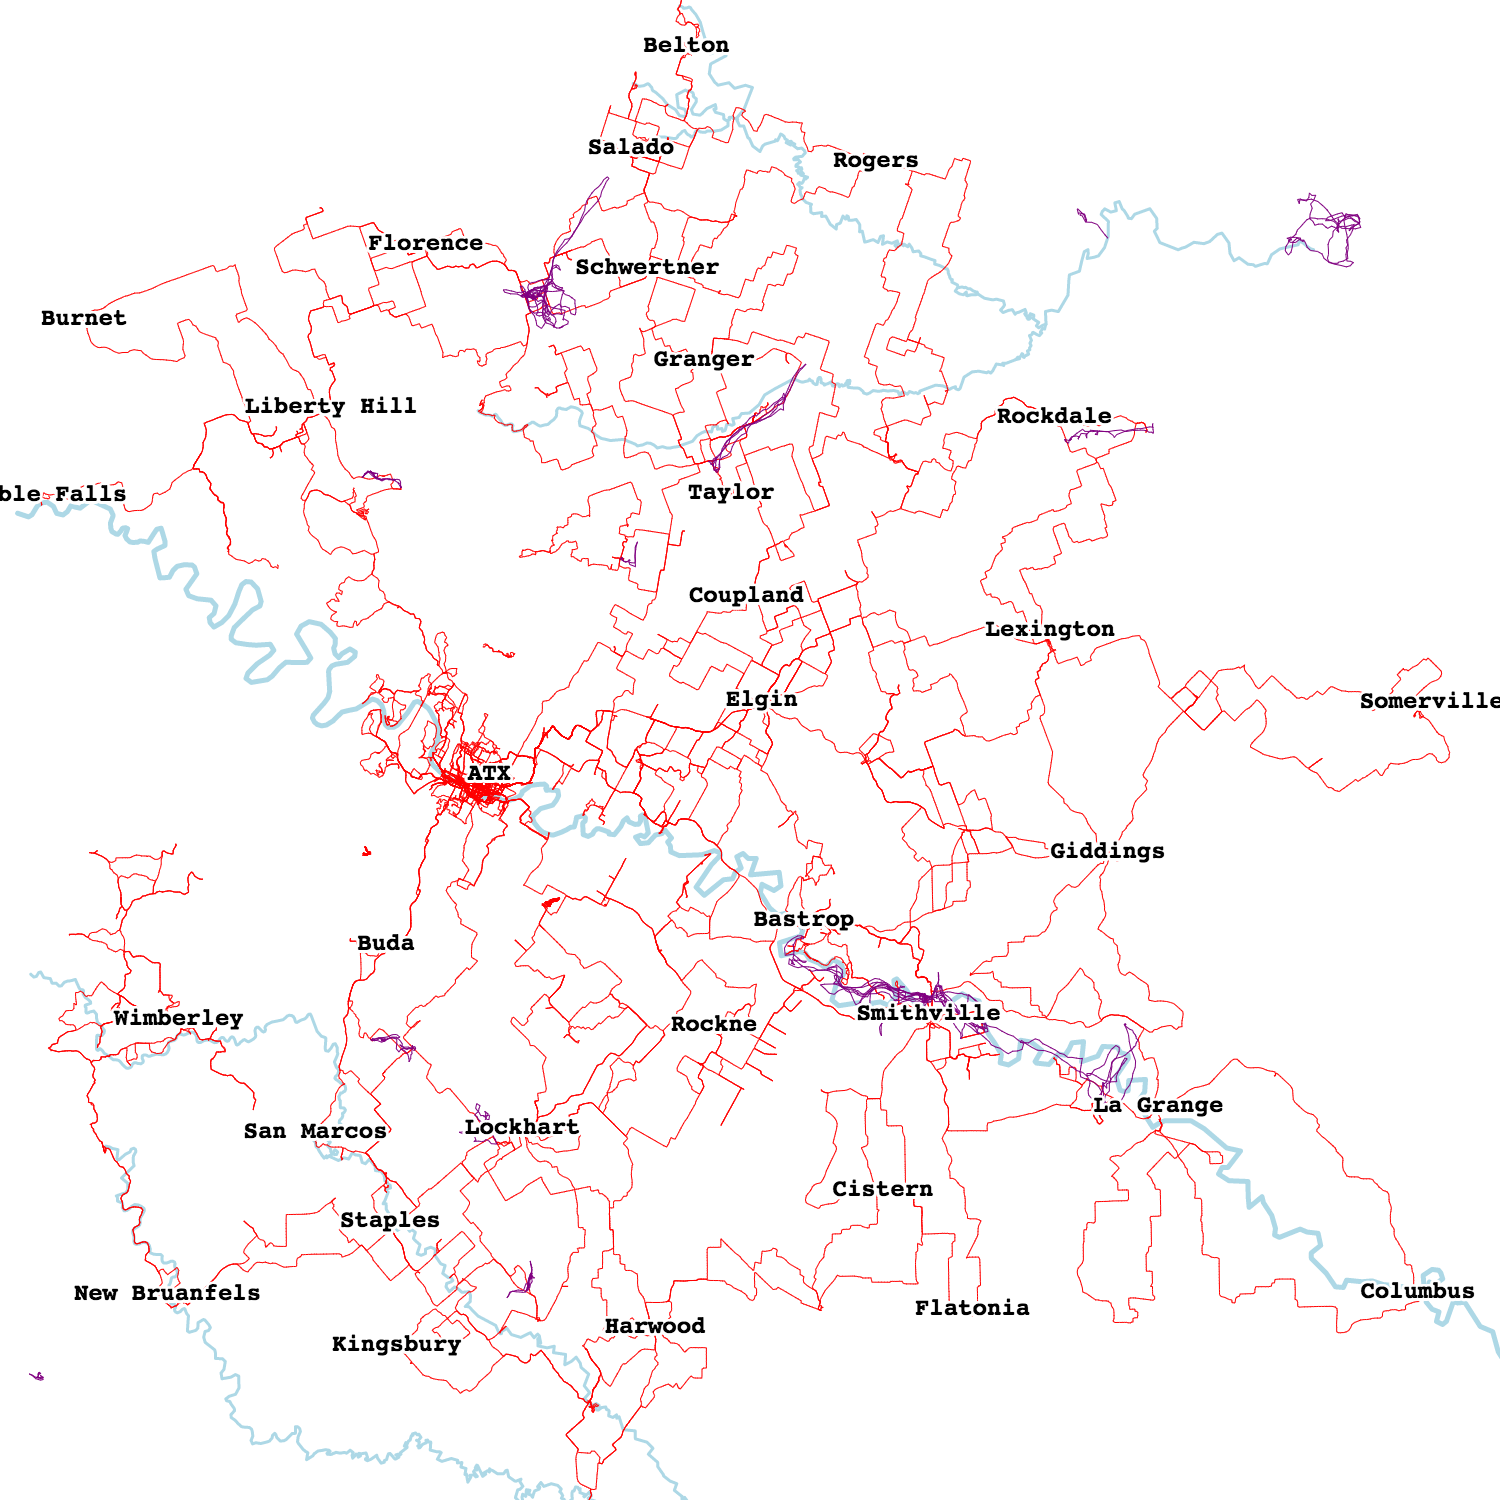 Belton
Salado
Rogers
Florence
Schwertner
Burnet
Granger
Liberty Hill
Rockdale
ble Falls
Taylor
Coupland
Lexington
Elgin
Somerville
ATX
Giddings
Bastrop
Buda
Smithville
Wimberley
Rockne
La Grange
San Marcos
Lockhart
Cistern
Staples
New Bruanfels
Columbus
Flatonia
Harwood
Kingsbury